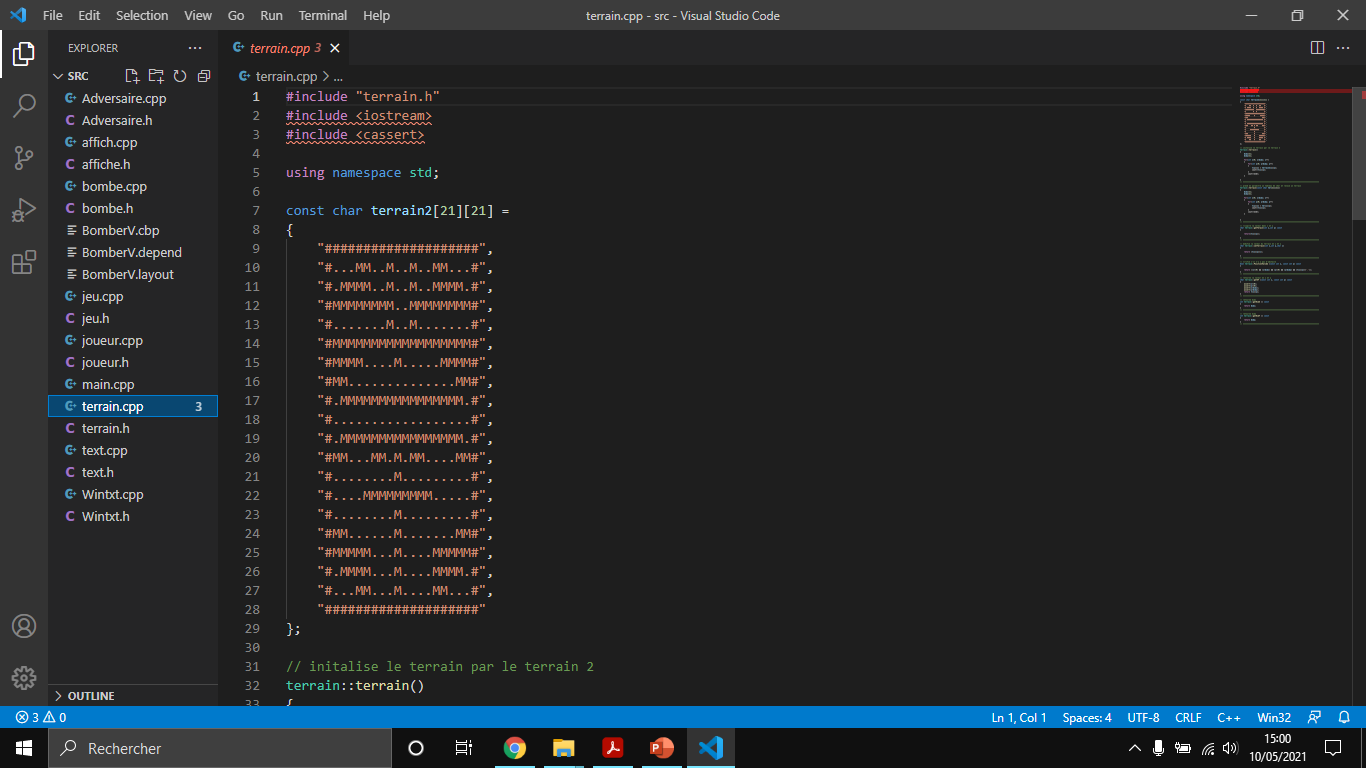 File Edit Selection View Go Run Terminal Help
terrain.cpp - src - Visual Studio Code
EXPLORER
SRC
Adversaire.cpp
Adversaire.h
affich.cpp
affiche.h
bombe.cpp
bombe.h
BomberV.cbp
BomberV.depend
BomberV.layout
jeu.cpp
jeu.h
joueur.cpp
joueur.h
main.cpp
terrain.cpp 3
terrain.h
text.cpp
text.h
Wintxt.cpp
Wintxt.h
OUTLINE
terrain.cpp 3
terrain.cpp > ...
1 #include "terrain.h"
2 #include <iostream>
3 #include <cassert>
4
5 using namespace std;
6
7 const char terrain2[21][21] =
8 {
9 "####################",
10 "#...MM..M..M..MM...#",
11 "#.MMMM..M..M..MMMM.#",
12 "#MMMMMMMM..MMMMMMMM#",
13 "#.......M..M.......#",
14 "#MMMMMMMMMMMMMMMMMM#",
15 "#MMMM....M.....MMMM#",
16 "#MM..............MM#",
17 "#.MMMMMMMMMMMMMMMM.#",
18 "#..................#",
19 "#.MMMMMMMMMMMMMMMM.#",
20 "#MM...MM.M.MM....MM#",
21 "#........M.........#",
22 "#....MMMMMMMMM.....#",
23 "#........M.........#",
24 "#MM......M.......MM#",
25 "#MMMMM...M....MMMMM#",
26 "#.MMMM...M....MMMM.#",
27 "#...MM...M....MM...#",
28 "####################"
29 };
30
31 // initalise le terrain par le terrain 2
32 terrain::terrain()
33 {
3 0
Ln 1, Col 1 Spaces: 4 UTF-8 CRLF C++ Win32
Rechercher
15:00
10/05/2021